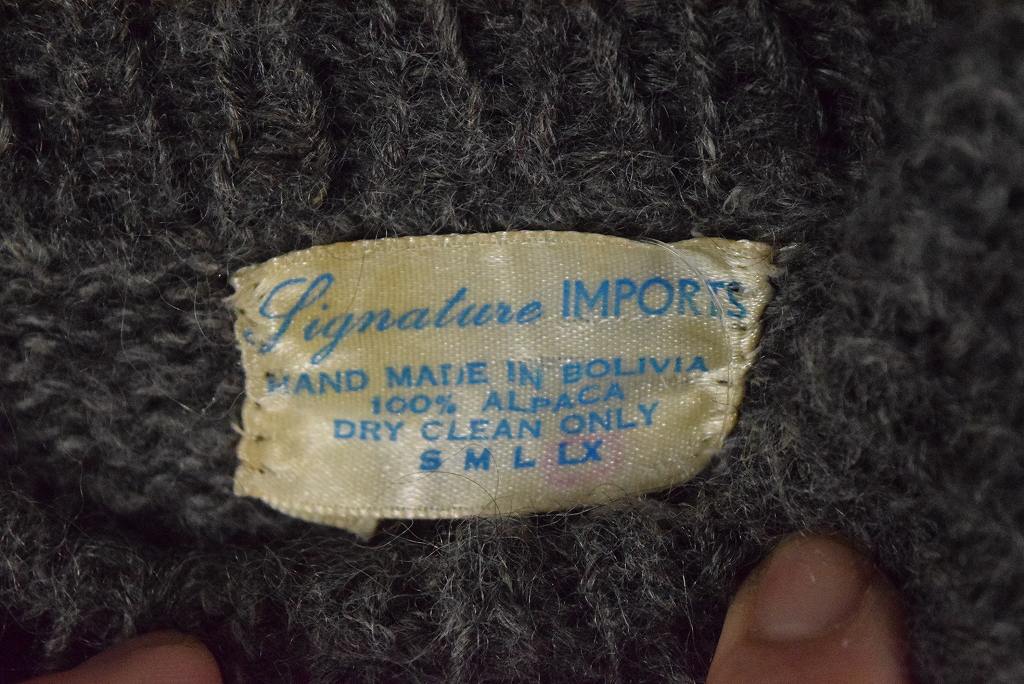 Signature IMPORTS
HAND MADE IN BOLIVIA
100% ALPACA
DRY CLEAN ONLY
S M L LX